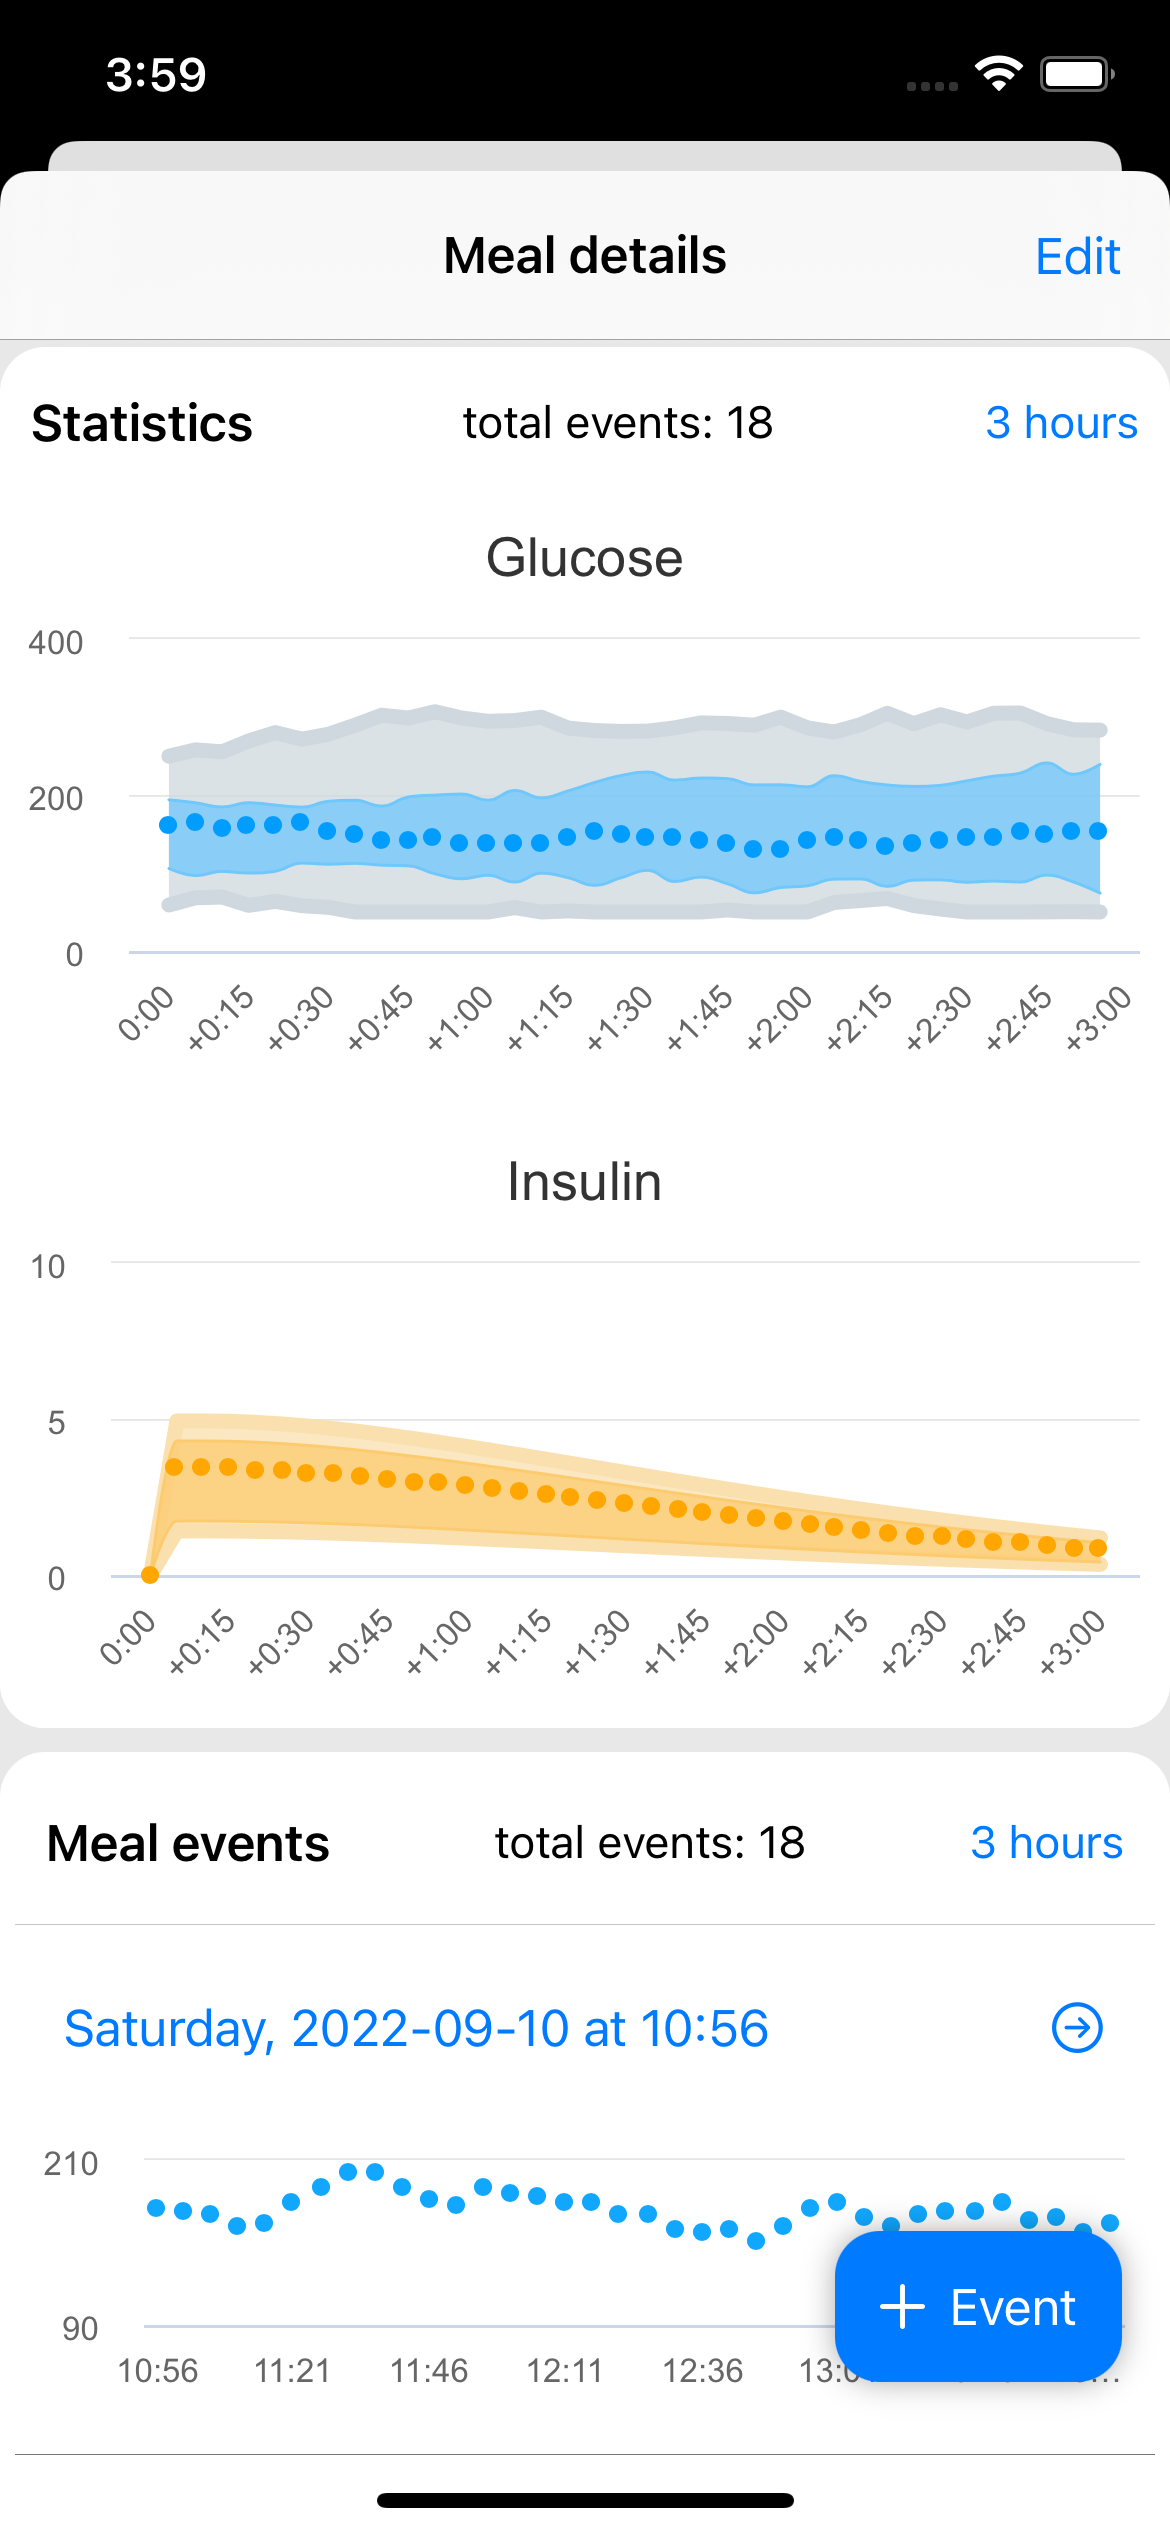 3:59
Meal details
Edit
Statistics
total events: 18
3 hours
Glucose
400
200
0
0:00 +0:15 +0:30 +0:45 +1:00 +1:15 +1:30 +1:45 +2:00 +2:15 +2:30 +2:45 +3:00
Insulin
10
5
0
0:00 +0:15 +0:30 +0:45 +1:00 +1:15 +1:30 +1:45 +2:00 +2:15 +2:30 +2:45 +3:00
Meal events
total events: 18
3 hours
Saturday, 2022-09-10 at 10:56
210
90
10:56 11:21 11:46 12:11 12:36
+ Event